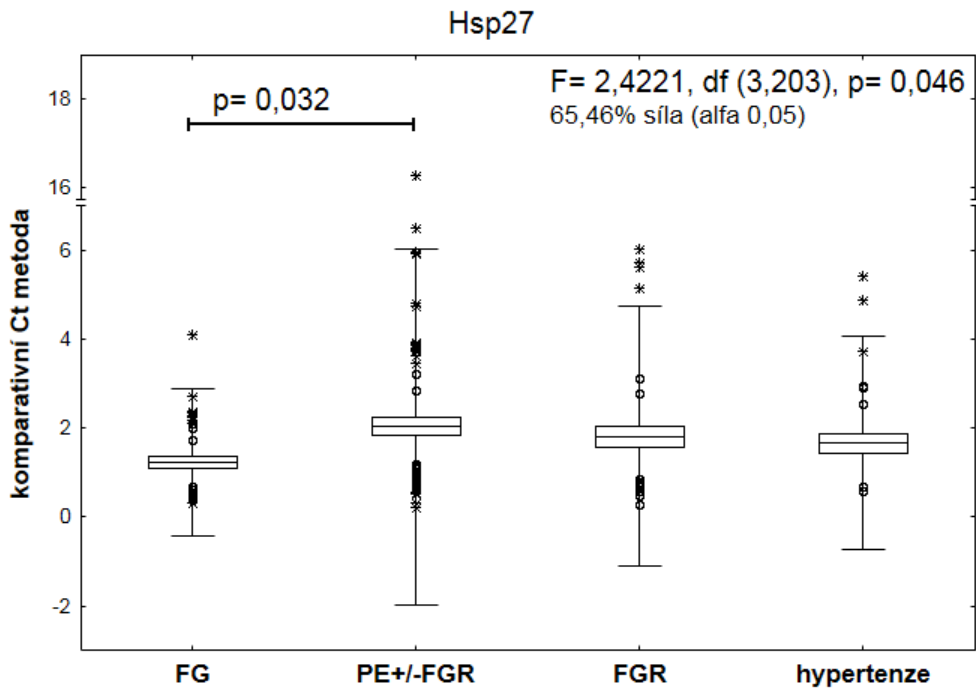 Hsp27
F= 2,4221, df (3,203), p= 0,046
p= 0,032
65,46% síla (alfa 0,05)
komparativní Ct metoda
18
16
6
4
2
0
-2
FG PE+/-FGR FGR hypertenze